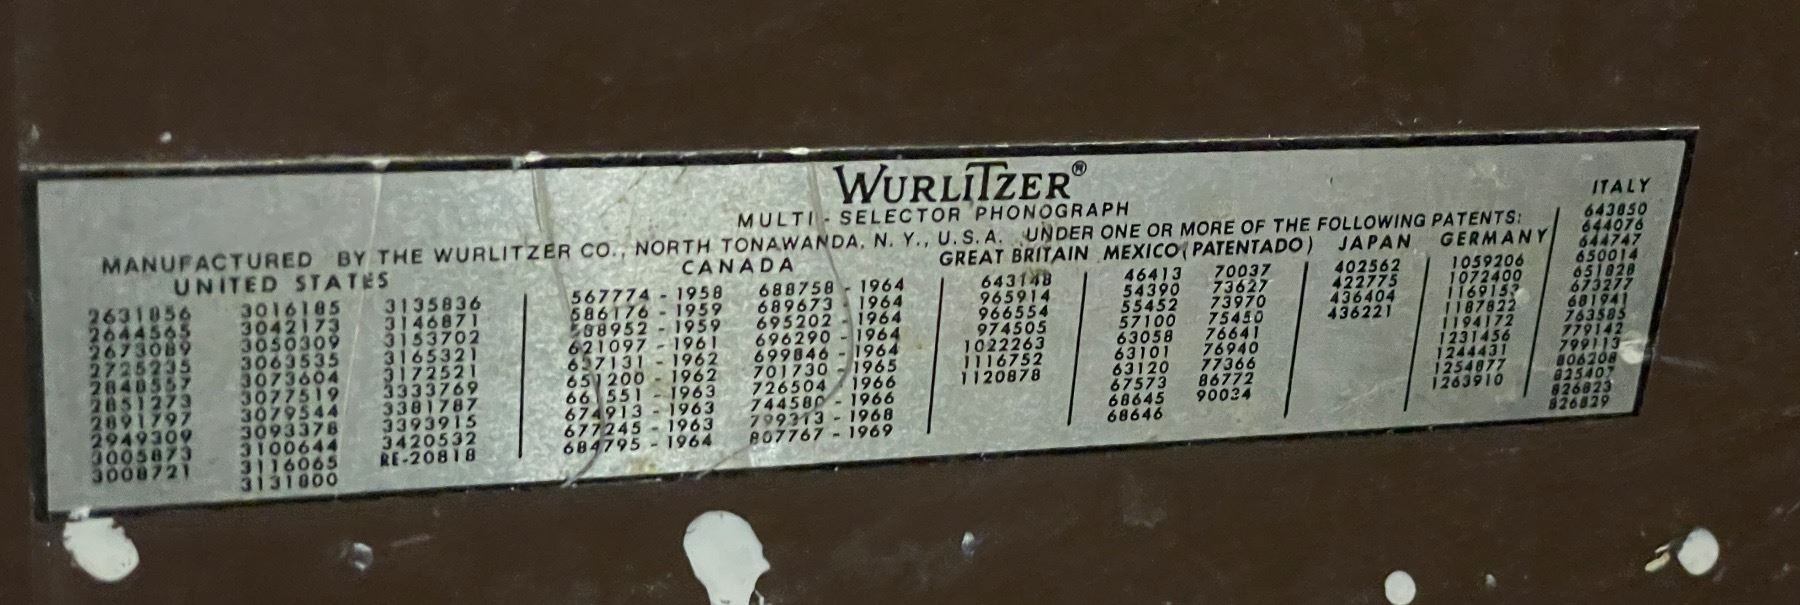 WURLITZER®
MULTI-SELECTOR PHONOGRAPH
MANUFACTURED BY THE WURLITZER CO., NORTH TONAWANDA, N. Y., U.S.A. UNDER ONE OR MORE OF THE FOLLOWING PATENTS:
UNITED STATES
2631856
2644565
2673089
2725235
2848557
2851273
2891797
2949309
3005873
3008721
3016185
3042173
3050309
3063535
3073604
3077519
3079544
3093378
3100644
3116065
3131800
3135836
3146871
3153702
3165321
3172521
3333769
3381787
3393915
3420532
RE-20818
CANADA
567774 - 1958
586176 - 1959
588952 - 1959
621097 - 1961
637131 - 1962
651200 - 1962
- 1963
674913 - 1963
677245 - 1963
684795 - 1964
688758 - 1964
689673 - 1964
695202 - 1964
696290 - 1964
699846 - 1964
701730 - 1965
726504 - 1966
744580 - 1966
- 1968
807767 - 1969
GREAT BRITAIN
643148
965914
966554
974505
1022263
1116752
1120878
MEXICO (PATENTADO)
46413
54390
55452
57100
63058
63101
63120
67573
68645
68646
70037
73627
73970
75450
76641
76940
77366
86772
90034
JAPAN
402562
422775
436404
436221
GERMANY
1059206
1072400
1169153
1187822
1194172
1231456
1244431
1254877
1263910
ITALY
643850
644076
644747
650014
651828
673277
681941
763585
779142
799113
806208
825407
826823
826829